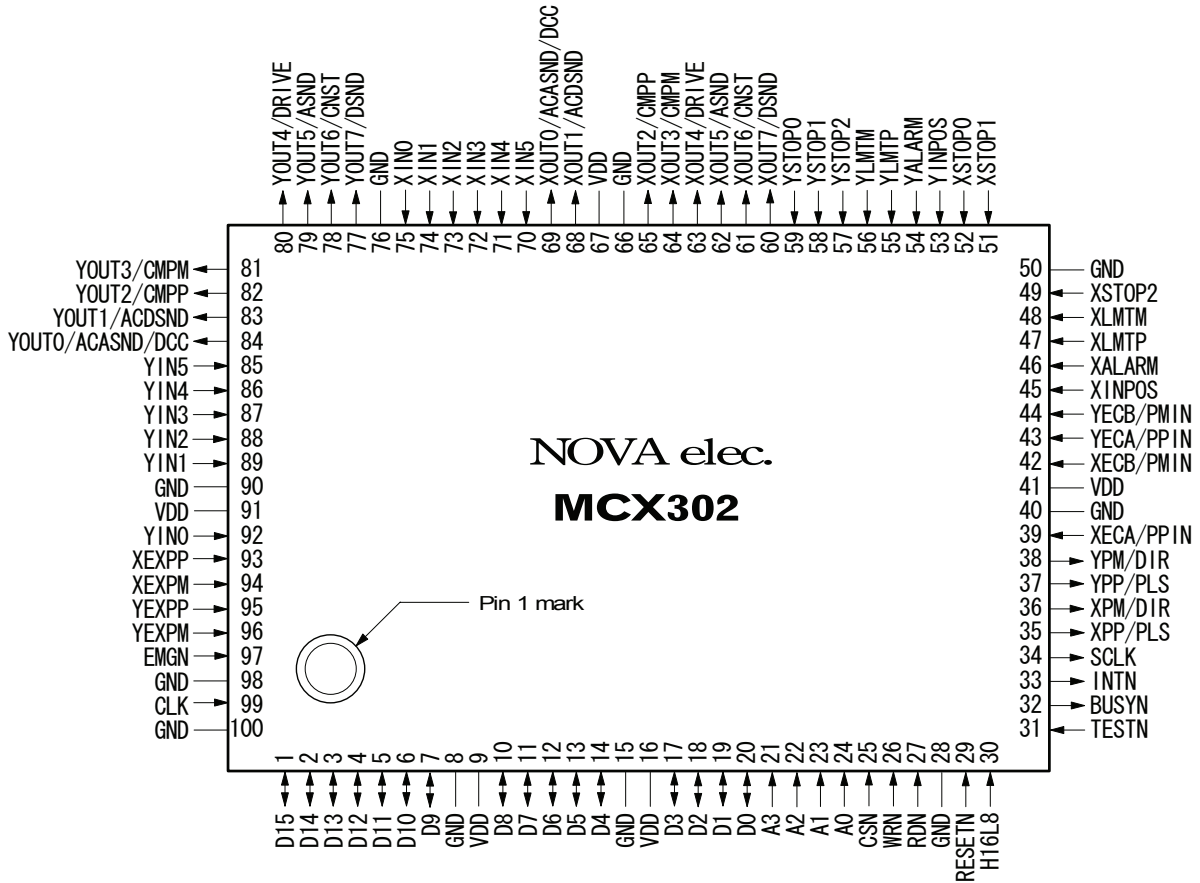 YOUT4/DRIVE
YOUT5/ASND
YOUT6/CNST
YOUT7/DSND
GND
XIN0
XIN1
XIN2
XIN3
XIN4
XIN5
XOUT0/ACASND/DCC
XOUT1/ACDSND
VDD
GND
XOUT2/CMPP
XOUT3/CMPM
XOUT4/DRIVE
XOUT5/ASND
XOUT6/CNST
XOUT7/DSND
YSTOP0
YSTOP1
YSTOP2
YLMTM
YLMTP
YALARM
YINPOS
XSTOP0
XSTOP1
80
79
78
77
76
75
74
73
72
71
70
69
68
67
66
65
64
63
62
61
60
59
58
57
56
55
54
53
52
51
YOUT3/CMPM 81
YOUT2/CMPP 82
YOUT1/ACDSND 83
YOUT0/ACASND/DCC 84
YIN5 85
YIN4 86
YIN3 87
YIN2 88
YIN1 89
GND 90
VDD 91
YIN0 92
XEXPP 93
XEXPM 94
YEXPP 95
YEXPM 96
EMGN 97
GND 98
CLK 99
GND 100
NOVA elec.
MCX302
Pin 1 mark
50 GND
49 XSTOP2
48 XLMTM
47 XLMTP
46 XALARM
45 XINPOS
44 YECB/PMIN
43 YECA/PPIN
42 XECB/PMIN
41 VDD
40 GND
39 XECA/PPIN
38 YPM/DIR
37 YPP/PLS
36 XPM/DIR
35 XPP/PLS
34 SCLK
33 INTN
32 BUSYN
31 TESTN
1
2
3
4
5
6
7
8
9
10
11
12
13
14
15
16
17
18
19
20
21
22
23
24
25
26
27
28
29
30
D15
D14
D13
D12
D11
D10
D9
GND
VDD
D8
D7
D6
D5
D4
GND
VDD
D3
D2
D1
D0
A3
A2
A1
A0
CSN
WRN
RDN
GND
RESETN
H16L8